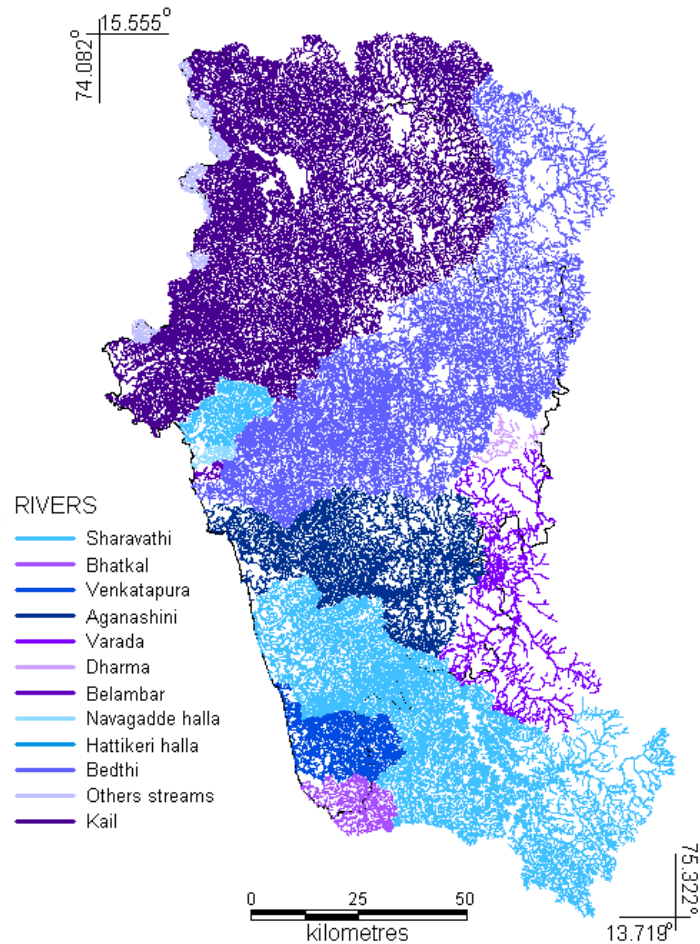 15.555°
74.082°
RIVERS
Sharavathi
Bhatkal
Venkatapura
Aganashini
Varada
Dharma
Belambar
Navagadde halla
Hattikeri halla
Bedthi
Others streams
Kail
0 25 50
kilometres
75.322°
13.719°